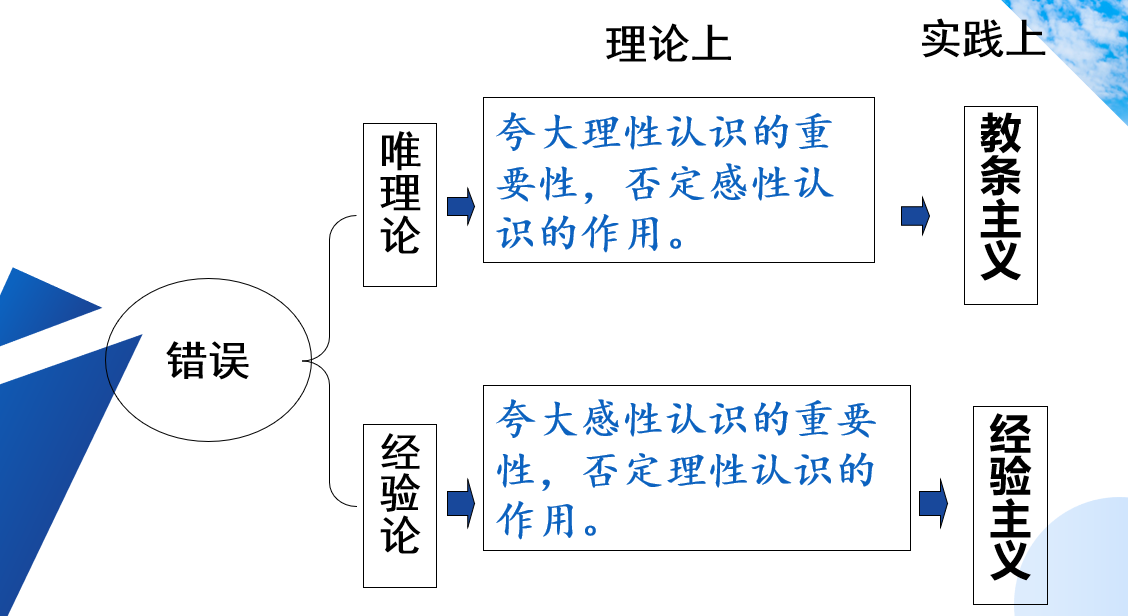 理论上
实践上
错误
唯理论
夸大理性认识的重
要性，否定感性认
识的作用。
教条主义
经验论
夸大感性认识的重要
性，否定理性认识的
作用。
经验主义